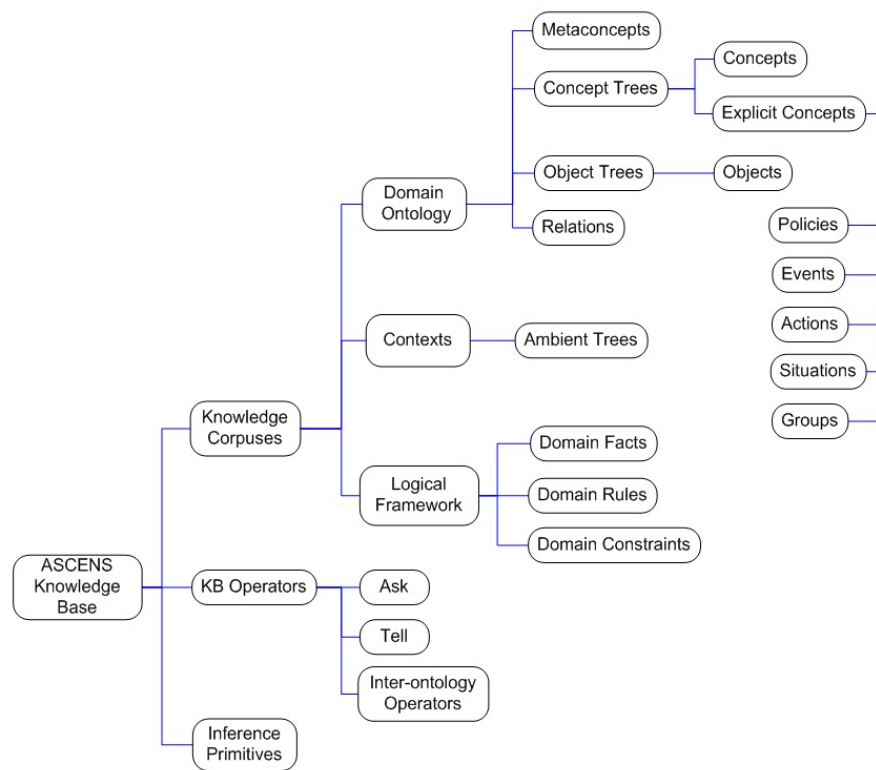 Metaconcepts
Concepts
Concept Trees
Explicit Concepts
Object Trees
Objects
Domain
Ontology
Relations
Policies
Events
Actions
Contexts
Ambient Trees
Situations
Knowledge
Corpuses
Groups
Domain Facts
Logical
Framework
Domain Rules
Domain Constraints
ASCENS
Knowledge
Base
KB Operators
Ask
Tell
Inter-ontology
Operators
Inference
Primitives